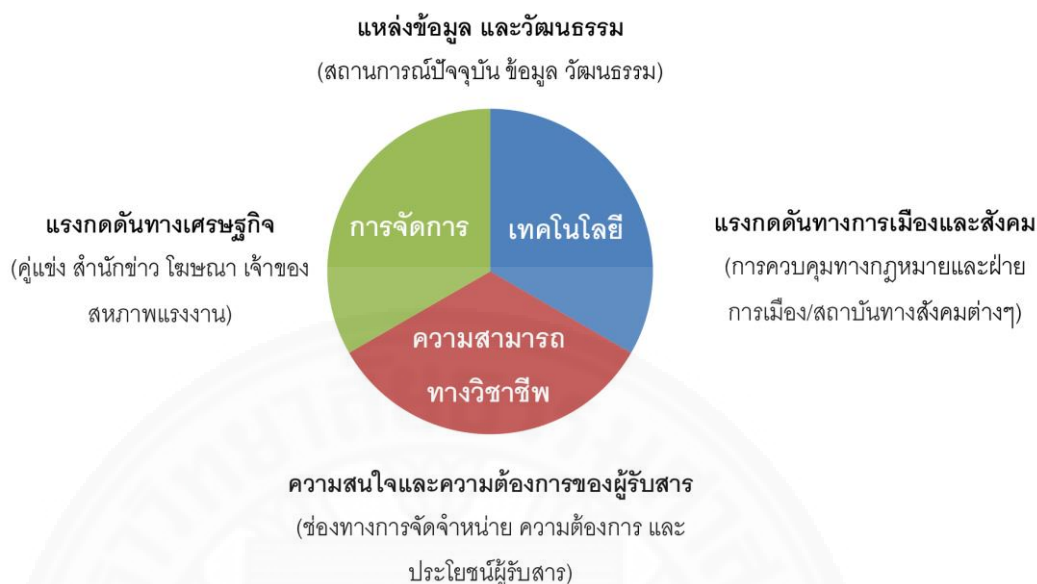 แหล่งข้อมูล และวัฒนธรรม
(สถานการณ์ปัจจุบัน ข้อมูล วัฒนธรรม)
แรงกดดันทางเศรษฐกิจ
(คู่แข่ง สำนักข่าว โฆษณา เจ้าของ
สหภาพแรงงาน)
การจัดการ
เทคโนโลยี
ความสามารถ
ทางวิชาชีพ
แรงกดดันทางการเมืองและสังคม
(การควบคุมทางกฎหมายและฝ่าย
การเมือง/สถาบันทางสังคมต่างๆ)
ความสนใจและความต้องการของผู้รับสาร
(ช่องทางการจัดจำหน่าย ความต้องการ และ
ประโยชน์ผู้รับสาร)